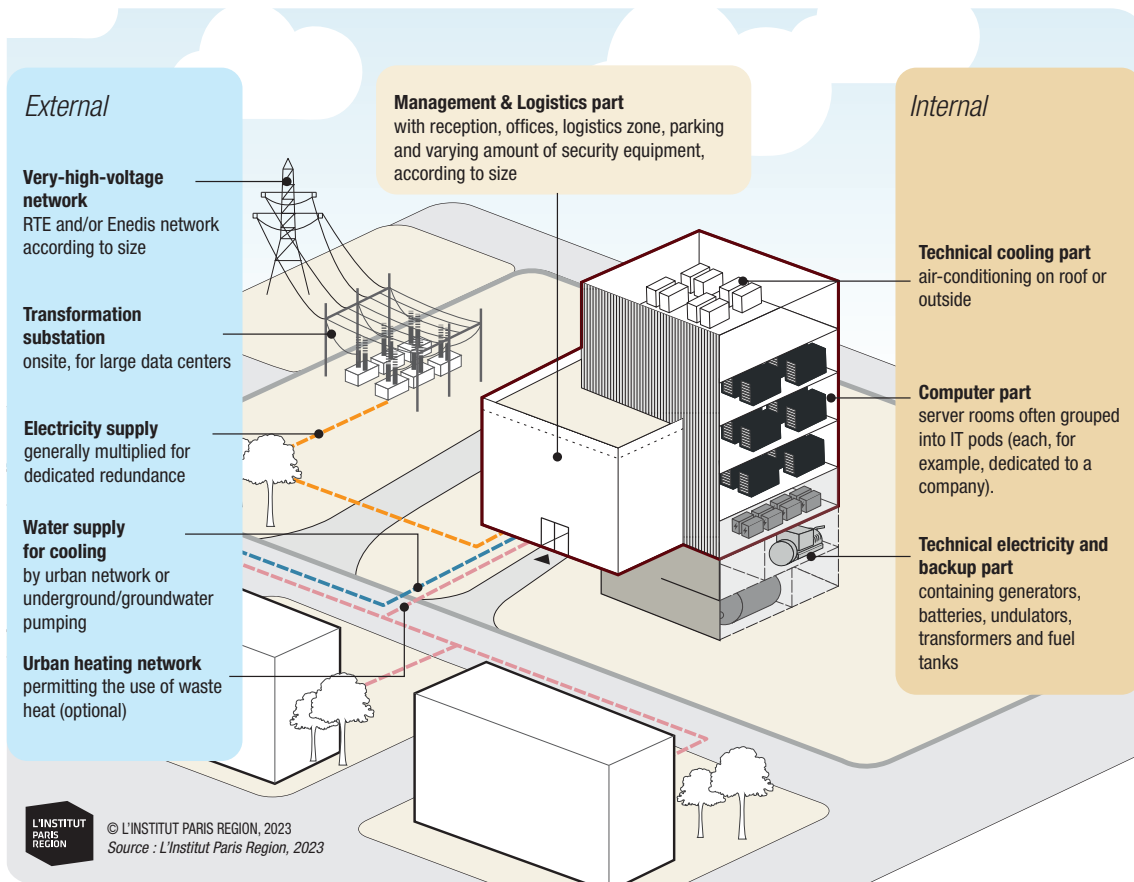 External
Very-high-voltage
network
RTE and/or Enedis network
according to size
Transformation
substation
onsite, for large data centers
Electricity supply
generally multiplied for
dedicated redundance
Water supply
for cooling
by urban network or
underground/groundwater
pumping
Urban heating network
permitting the use of waste
heat (optional)
Management & Logistics part
with reception, offices, logistics zone, parking
and varying amount of security equipment,
according to size
Internal
Technical cooling part
air-conditioning on roof or
outside
Computer part
server rooms often grouped
into IT pods (each, for
example, dedicated to a
company).
Technical electricity and
backup part
containing generators,
batteries, undulators,
transformers and fuel
tanks
L'INSTITUT
PARIS
REGION
© L'INSTITUT PARIS REGION, 2023
Source : L'Institut Paris Region, 2023